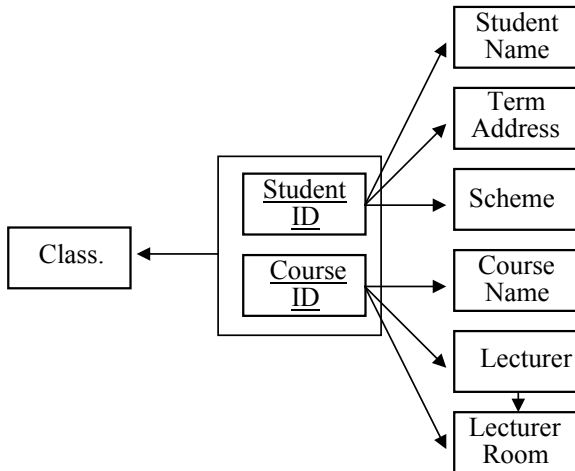 Student
Name
Term
Address
Student
ID
Scheme
Class.
Course
ID
Course
Name
Lecturer
Lecturer
Room